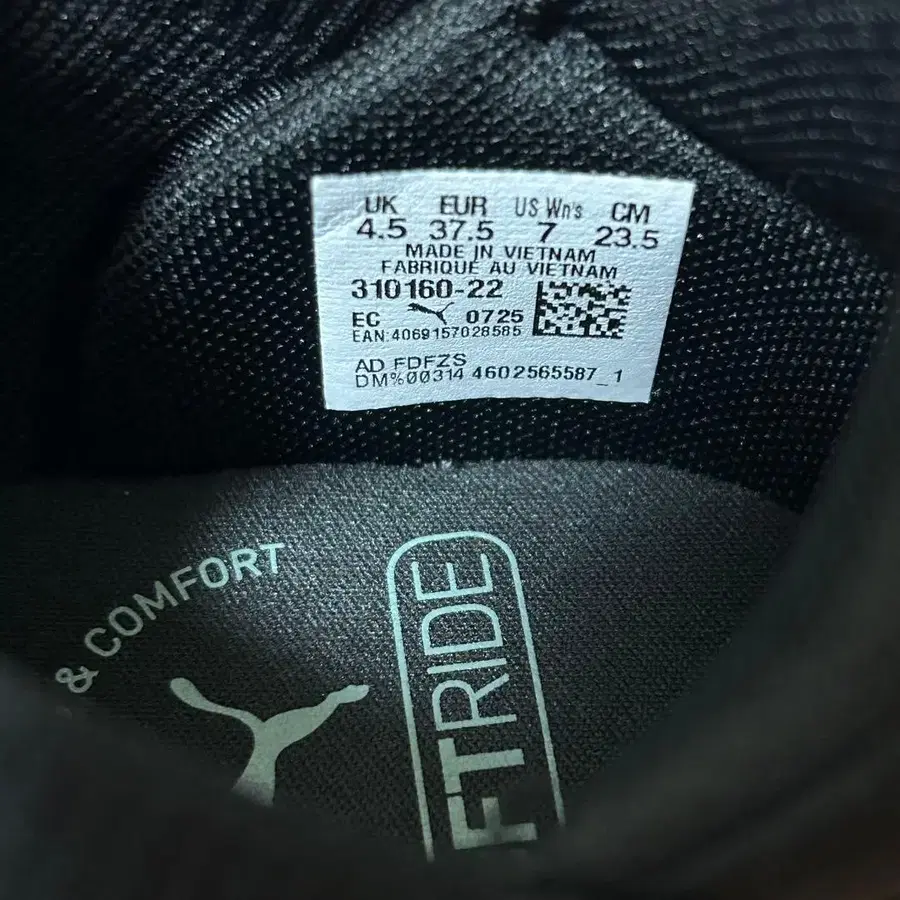 UK EUR US Wn's CM
4.5 37.5 7 23.5
MADE IN VIETNAM
FABRIQUE AU VIETNAM
310160-22
EC 0725
EAN:4069157028585
AD FDFZS
DM%00314 4602565587_1
& COMFORT
FTRIDE